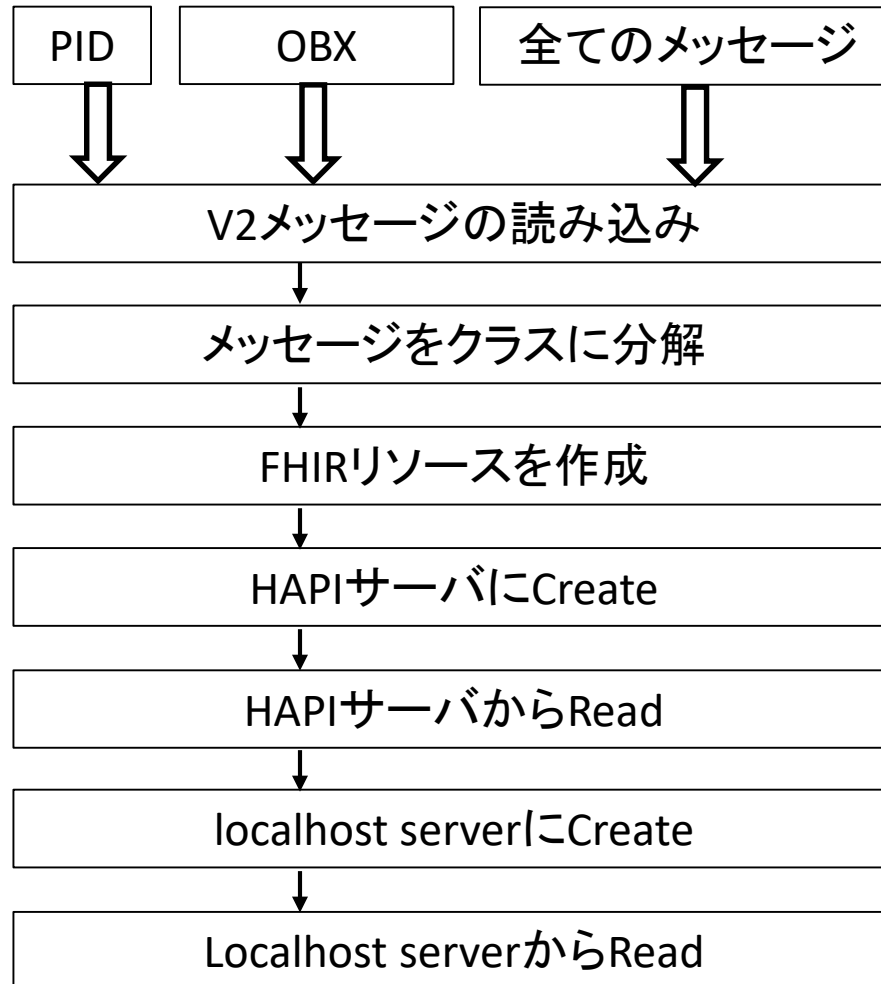 PID
OBX
全てのメッセージ
V2メッセージの読み込み
メッセージをクラスに分解
FHIRリソースを作成
HAPIサーバにCreate
HAPIサーバからRead
localhost serverにCreate
Localhost serverからRead